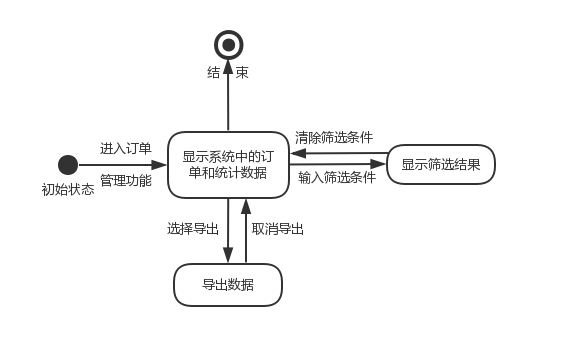 结 束
进入订单
管理功能
初始状态
显示系统中的订
单和统计数据
清除筛选条件
输入筛选条件
显示筛选结果
选择导出
取消导出
导出数据